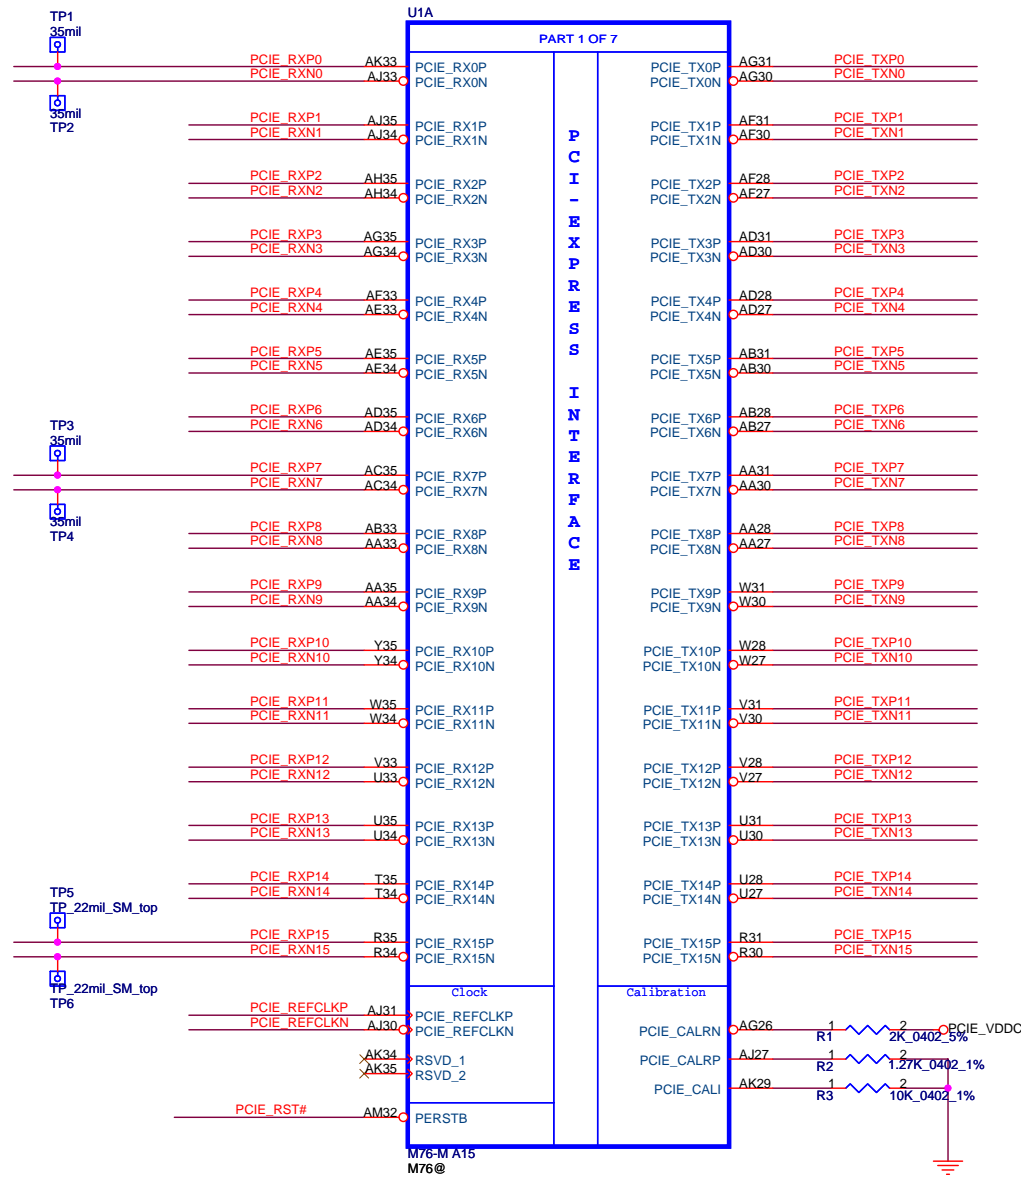 U1A
PART 1 OF 7
TP1
35mil
PCIE_RXP0 AK33 PCIE_RX0P PCIE_TX0P AG31 PCIE_TXP0
PCIE_RXN0 AJ33 PCIE_RX0N PCIE_TX0N AG30 PCIE_TXN0
35mil
TP2
PCIE_RXP1 AJ35 PCIE_RX1P PCIE_TX1P AF31 PCIE_TXP1
PCIE_RXN1 AJ34 PCIE_RX1N PCIE_TX1N AF30 PCIE_TXN1
PCI-EXPRESS INTERFACE
PCIE_RXP2 AH35 PCIE_RX2P PCIE_TX2P AF28 PCIE_TXP2
PCIE_RXN2 AH34 PCIE_RX2N PCIE_TX2N AF27 PCIE_TXN2
PCIE_RXP3 AG35 PCIE_RX3P PCIE_TX3P AD31 PCIE_TXP3
PCIE_RXN3 AG34 PCIE_RX3N PCIE_TX3N AD30 PCIE_TXN3
PCIE_RXP4 AF33 PCIE_RX4P PCIE_TX4P AD28 PCIE_TXP4
PCIE_RXN4 AE33 PCIE_RX4N PCIE_TX4N AD27 PCIE_TXN4
PCIE_RXP5 AE35 PCIE_RX5P PCIE_TX5P AB31 PCIE_TXP5
PCIE_RXN5 AE34 PCIE_RX5N PCIE_TX5N AB30 PCIE_TXN5
PCIE_RXP6 AD35 PCIE_RX6P PCIE_TX6P AB28 PCIE_TXP6
PCIE_RXN6 AD34 PCIE_RX6N PCIE_TX6N AB27 PCIE_TXN6
TP3
35mil
PCIE_RXP7 AC35 PCIE_RX7P PCIE_TX7P AA31 PCIE_TXP7
PCIE_RXN7 AC34 PCIE_RX7N PCIE_TX7N AA30 PCIE_TXN7
35mil
TP4
PCIE_RXP8 AB33 PCIE_RX8P PCIE_TX8P AA28 PCIE_TXP8
PCIE_RXN8 AA33 PCIE_RX8N PCIE_TX8N AA27 PCIE_TXN8
PCIE_RXP9 AA35 PCIE_RX9P PCIE_TX9P W31 PCIE_TXP9
PCIE_RXN9 AA34 PCIE_RX9N PCIE_TX9N W30 PCIE_TXN9
PCIE_RXP10 Y35 PCIE_RX10P PCIE_TX10P W28 PCIE_TXP10
PCIE_RXN10 Y34 PCIE_RX10N PCIE_TX10N W27 PCIE_TXN10
PCIE_RXP11 W35 PCIE_RX11P PCIE_TX11P V31 PCIE_TXP11
PCIE_RXN11 W34 PCIE_RX11N PCIE_TX11N V30 PCIE_TXN11
PCIE_RXP12 V33 PCIE_RX12P PCIE_TX12P V28 PCIE_TXP12
PCIE_RXN12 U33 PCIE_RX12N PCIE_TX12N V27 PCIE_TXN12
PCIE_RXP13 U35 PCIE_RX13P PCIE_TX13P U31 PCIE_TXP13
PCIE_RXN13 U34 PCIE_RX13N PCIE_TX13N U30 PCIE_TXN13
PCIE_RXP14 T35 PCIE_RX14P PCIE_TX14P U28 PCIE_TXP14
PCIE_RXN14 T34 PCIE_RX14N PCIE_TX14N U27 PCIE_TXN14
TP5
TP_22mil_SM_top
PCIE_RXP15 R35 PCIE_RX15P PCIE_TX15P R31 PCIE_TXP15
PCIE_RXN15 R34 PCIE_RX15N PCIE_TX15N R30 PCIE_TXN15
TP_22mil_SM_top
TP6
Clock Calibration
PCIE_REFCLKP AJ31 PCIE_REFCLKP
PCIE_REFCLKN AJ30 PCIE_REFCLKN PCIE_CALRN AG26 1 2 PCIE_VDDC
R1 2K_0402_5%
AK34 RSVD_1 PCIE_CALRP AJ27 1 2
R2 1.27K_0402_1%
AK35 RSVD_2 PCIE_CALI AK29 1 2
R3 10K_0402_1%
PCIE_RST# AM32 PERSTB
M76-M A15
M76@